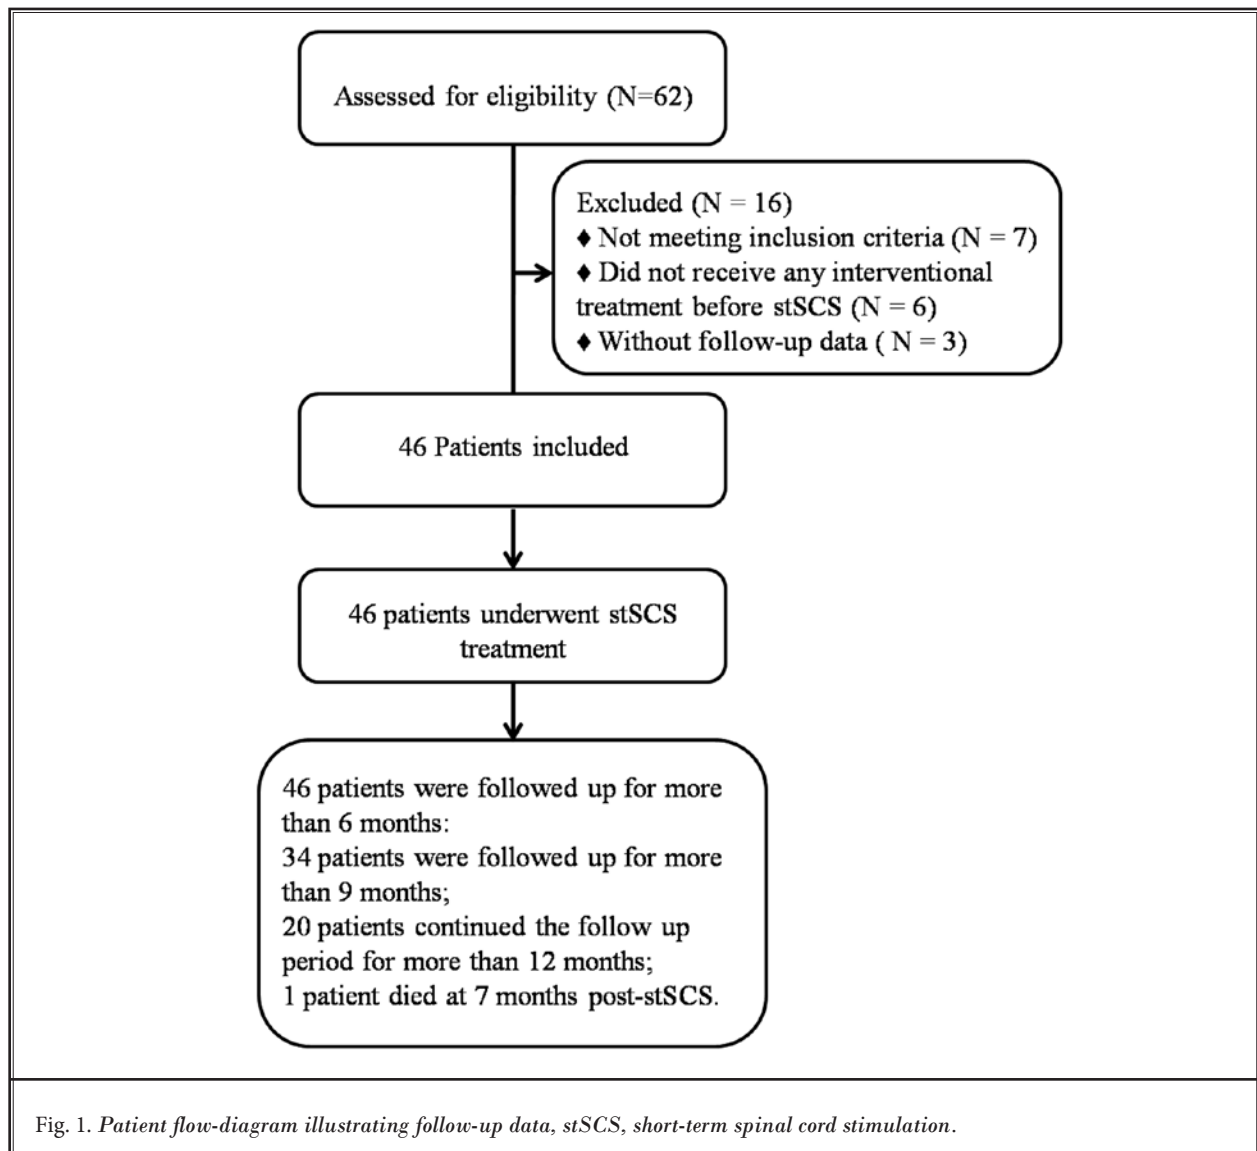 Assessed for eligibility (N=62)
Excluded (N = 16)
♦ Not meeting inclusion criteria (N = 7)
♦ Did not receive any interventional
treatment before stSCS (N = 6)
♦ Without follow-up data ( N = 3)
46 Patients included
46 patients underwent stSCS
treatment
46 patients were followed up for more
than 6 months:
34 patients were followed up for more
than 9 months;
20 patients continued the follow up
period for more than 12 months;
1 patient died at 7 months post-stSCS.
Fig. 1. Patient flow-diagram illustrating follow-up data, stSCS, short-term spinal cord stimulation.